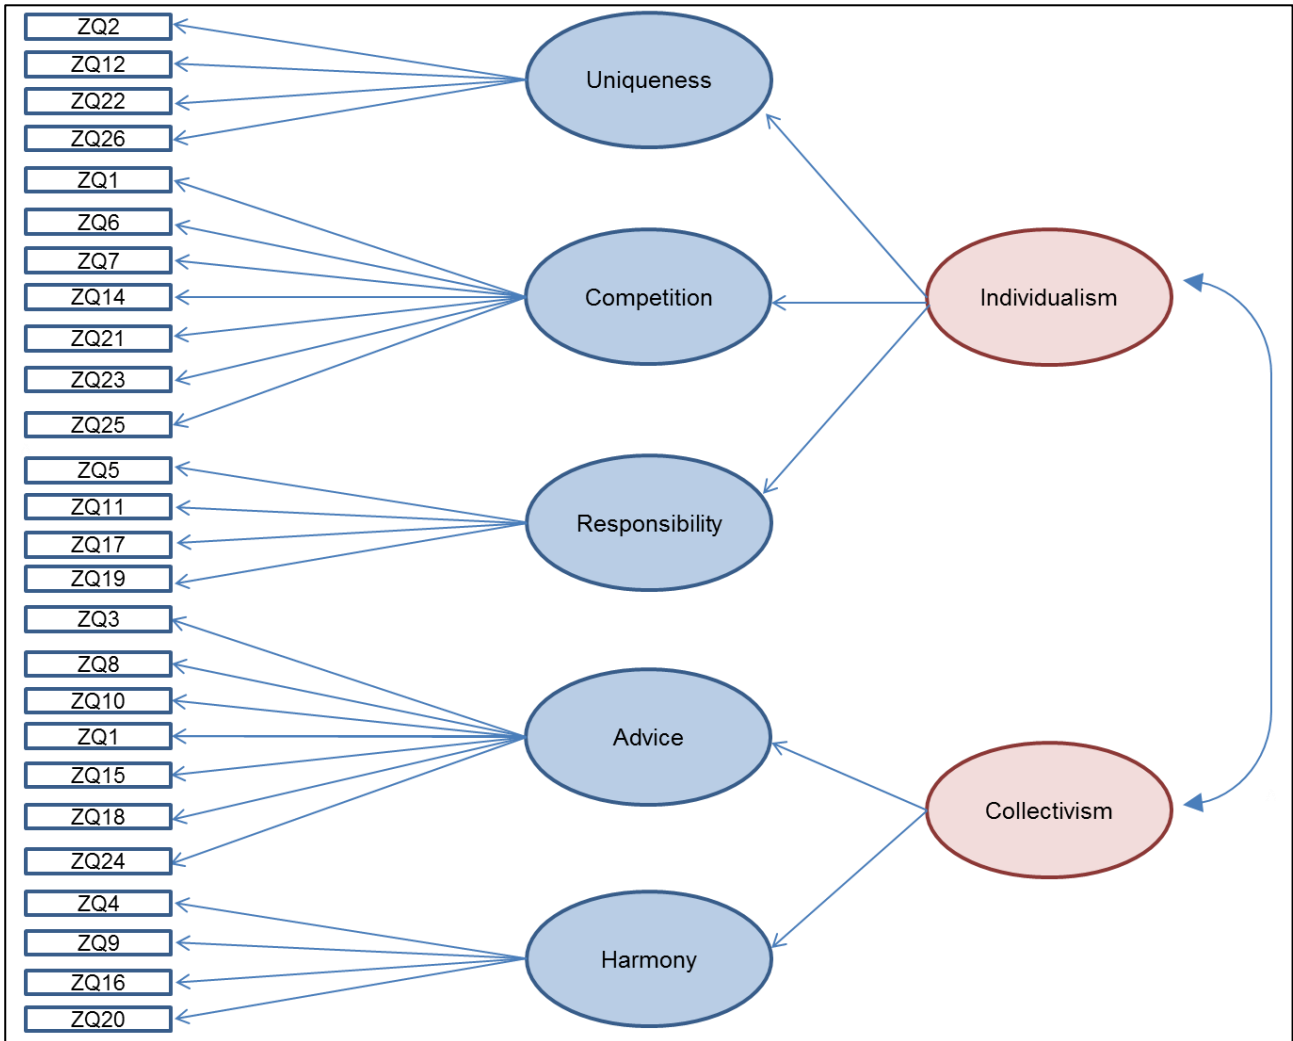 ZQ2
ZQ12
ZQ22
ZQ26
ZQ1
ZQ6
ZQ7
ZQ14
ZQ21
ZQ23
ZQ25
ZQ5
ZQ11
ZQ17
ZQ19
ZQ3
ZQ8
ZQ10
ZQ1
ZQ15
ZQ18
ZQ24
ZQ4
ZQ9
ZQ16
ZQ20
Uniqueness
Competition
Responsibility
Advice
Harmony
Individualism
Collectivism